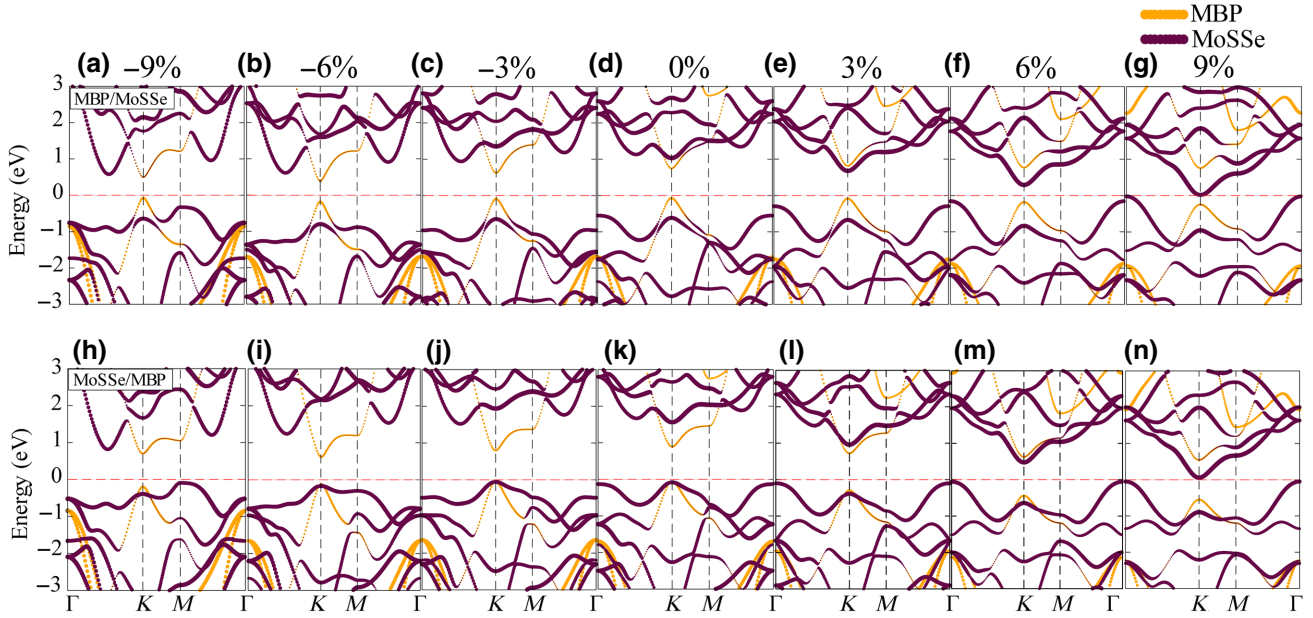 MBP
MoSSe
(a) −9% (b) −6% (c) −3% (d) 0% (e) 3% (f) 6% (g) 9%
3
MBP/MoSSe
2
1
0
−1
−2
−3
Energy (eV)
(h) (i) (j) (k) (l) (m) (n)
3
MoSSe/MBP
2
1
0
−1
−2
−3
Energy (eV)
Γ K M Γ K M Γ K M Γ K M Γ K M Γ K M Γ K M Γ